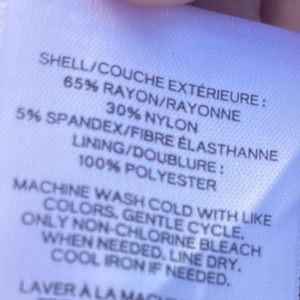 SHELL/COUCHE EXTÉRIEURE:
65% RAYON/RAYONNE
30% NYLON
5% SPANDEX/FIBRE ÉLASTHANNE
LINING/DOUBLURE:
100% POLYESTER
MACHINE WASH COLD WITH LIKE
COLORS, GENTLE CYCLE,
ONLY NON-CHLORINE BLEACH
WHEN NEEDED. LINE DRY.
COOL IRON IF NEEDED.
LAVER À LA MACH